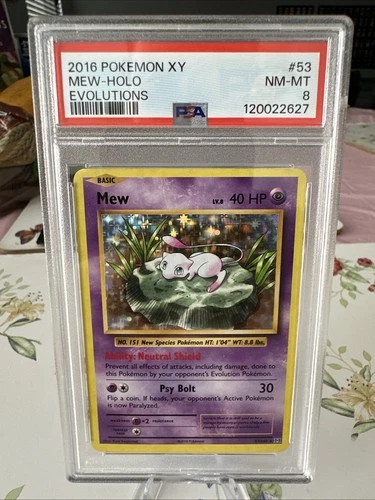 2016 POKEMON XY #53
MEW-HOLO NM-MT
EVOLUTIONS 8
PSA 120022627
BASIC
Mew LV.8 40 HP
NO. 151 New Species Pokémon HT: 1'04" WT: 8.8 lbs.
Ability: Neutral Shield
Prevent all effects of attacks, including damage, done
to this Pokémon by your opponent's Evolution Pokémon.
Psy Bolt 30
Flip a coin. If heads, your opponent's Active Pokémon
is now Paralyzed.
weakness ×2 resistance